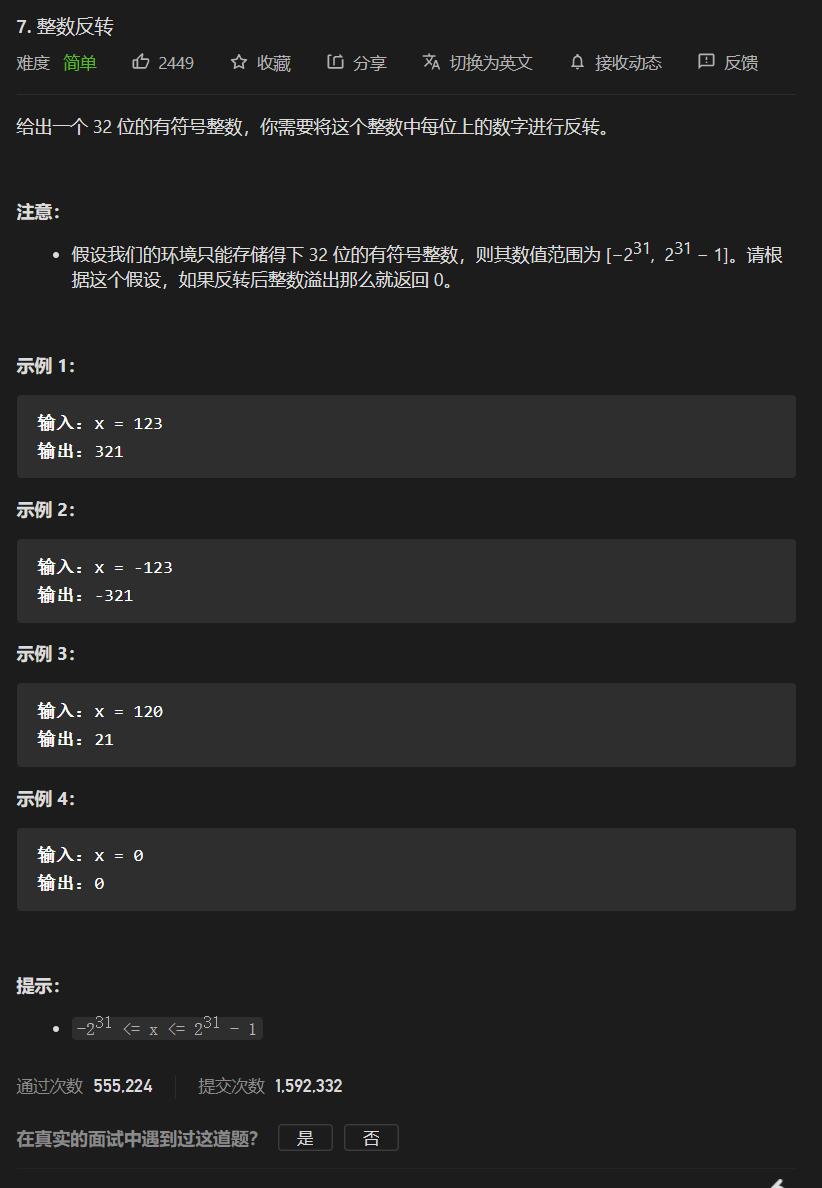 7. 整数反转
难度 简单 2449 收藏 分享 切换为英文 接收动态 反馈
给出一个 32 位的有符号整数，你需要将这个整数中每位上的数字进行反转。
注意：
• 假设我们的环境只能存储得下 32 位的有符号整数，则其数值范围为 [−2^31, 2^31 − 1]。请根
据这个假设，如果反转后整数溢出那么就返回 0。
示例 1：
输入：x = 123
输出：321
示例 2：
输入：x = -123
输出：-321
示例 3：
输入：x = 120
输出：21
示例 4：
输入：x = 0
输出：0
提示：
• -2^31 <= x <= 2^31 - 1
通过次数 555,224 提交次数 1,592,332
在真实的面试中遇到过这道题? 是 否